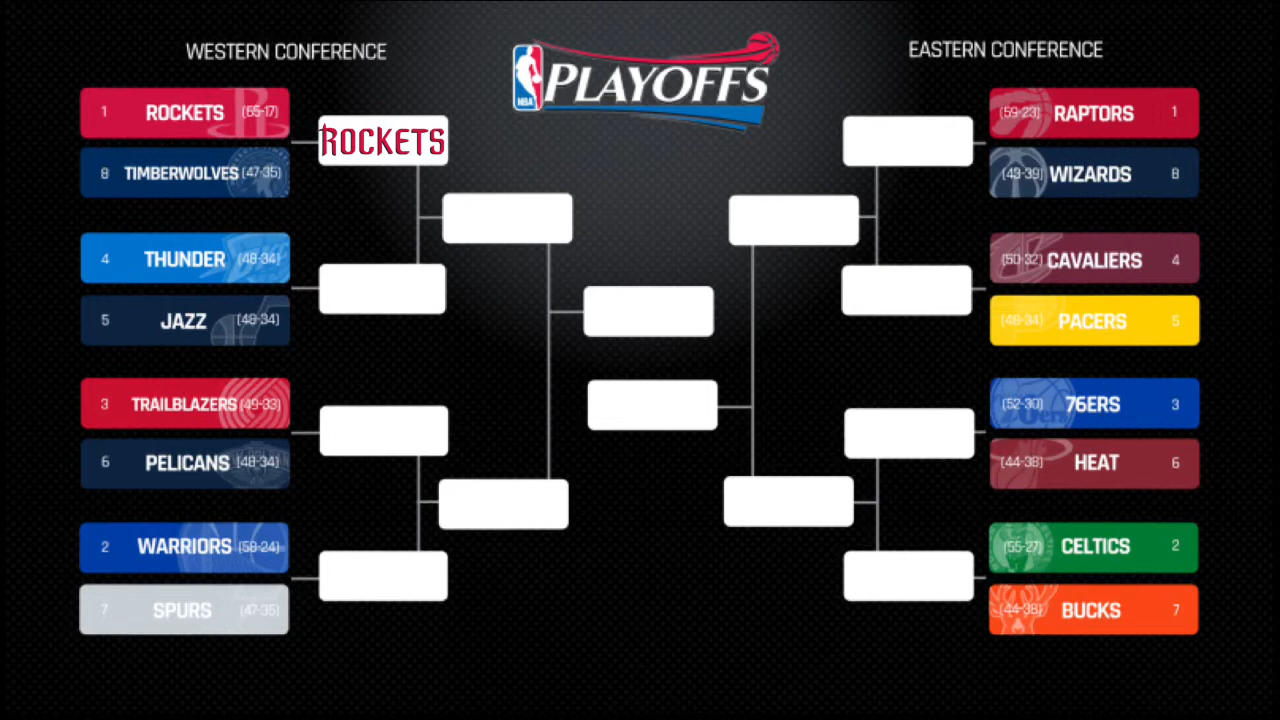 WESTERN CONFERENCE
EASTERN CONFERENCE
NBA PLAYOFFS
1 ROCKETS (65-17)
8 TIMBERWOLVES (47-35)
ROCKETS
4 THUNDER (48-34)
5 JAZZ (48-34)
3 TRAILBLAZERS (49-33)
6 PELICANS (48-34)
2 WARRIORS (58-24)
7 SPURS (47-35)
(59-23) RAPTORS 1
(43-39) WIZARDS 8
(50-32) CAVALIERS 4
(48-34) PACERS 5
(52-30) 76ERS 3
(44-38) HEAT 6
(55-27) CELTICS 2
(44-38) BUCKS 7